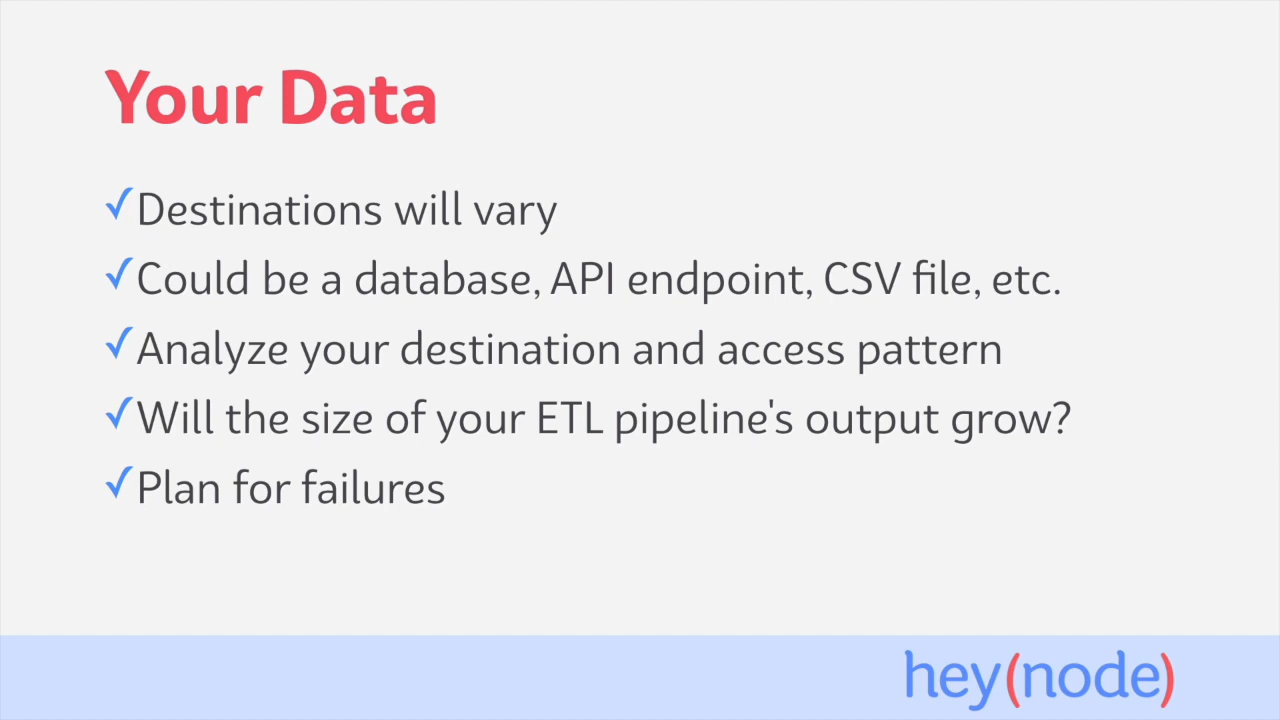 Your Data
✓Destinations will vary
✓Could be a database, API endpoint, CSV file, etc.
✓Analyze your destination and access pattern
✓Will the size of your ETL pipeline's output grow?
✓Plan for failures
hey(node)